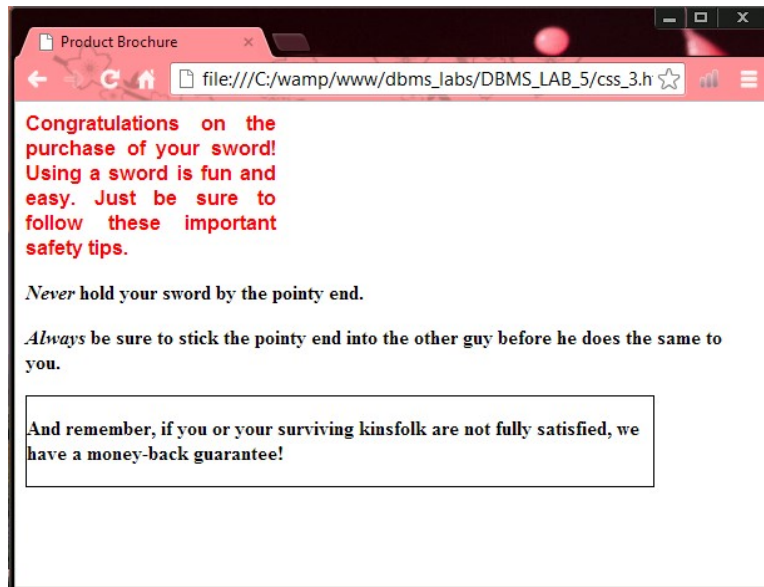 Product Brochure
file:///C:/wamp/www/dbms_labs/DBMS_LAB_5/css_3.h
Congratulations on the
purchase of your sword!
Using a sword is fun and
easy. Just be sure to
follow these important
safety tips.
Never hold your sword by the pointy end.
Always be sure to stick the pointy end into the other guy before he does the same to
you.
And remember, if you or your surviving kinsfolk are not fully satisfied, we
have a money-back guarantee!